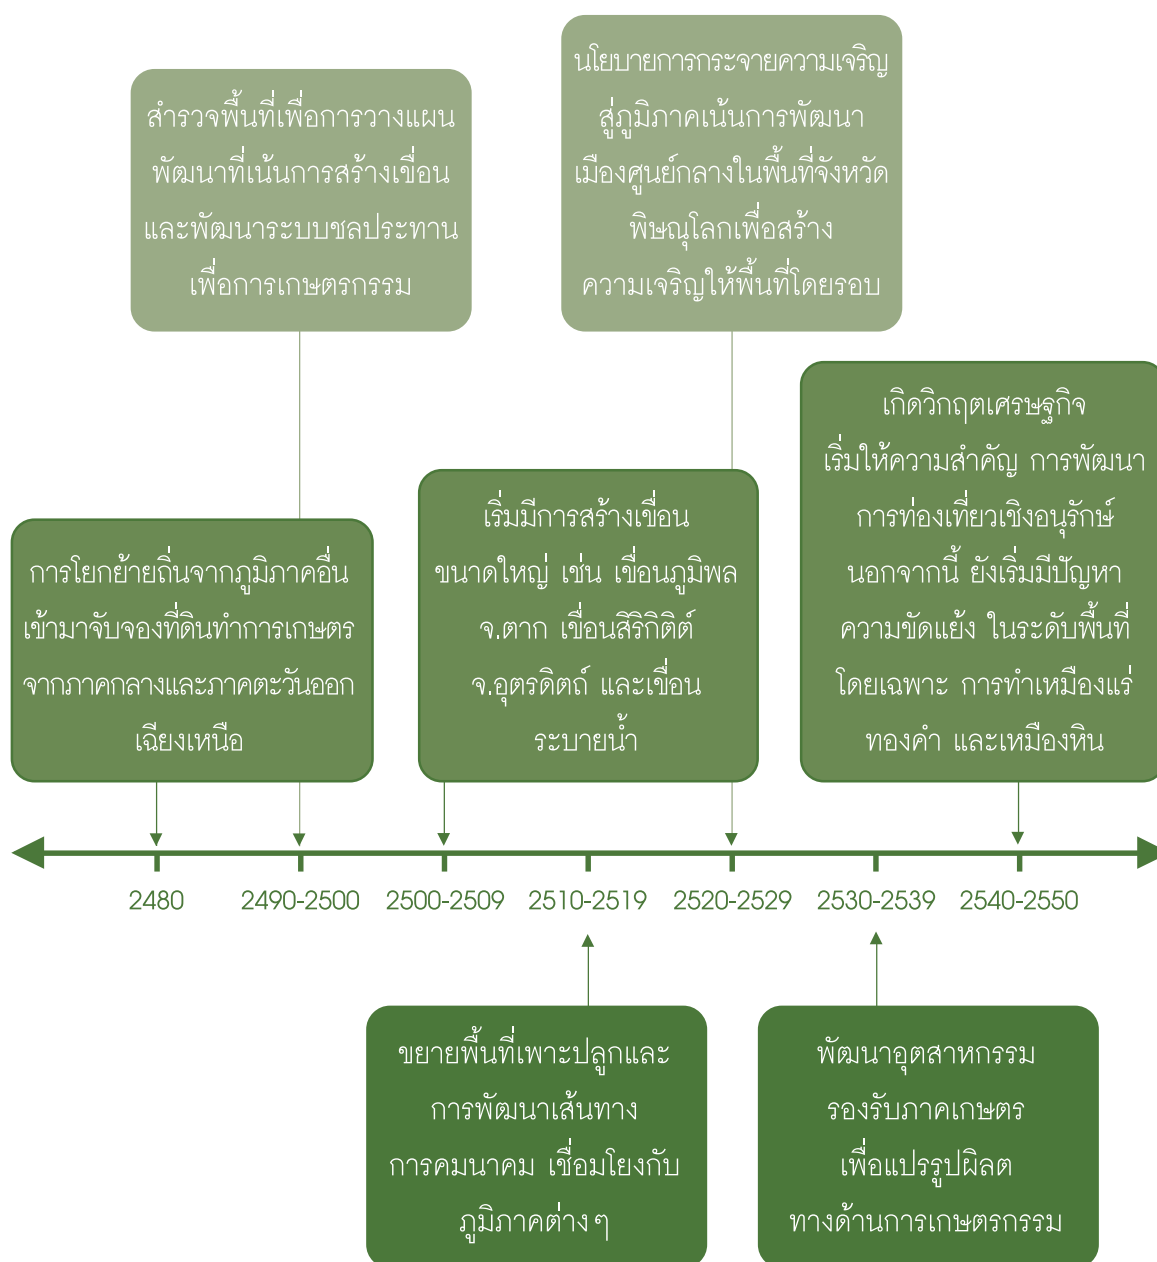 นโยบายการกระจายความเจริญ
สู่ภูมิภาคเน้นการพัฒนา
เมืองศูนย์กลางในพื้นที่จังหวัด
พิษณุโลกเพื่อสร้าง
ความเจริญให้พื้นที่โดยรอบ
สำรวจพื้นที่เพื่อการวางแผน
พัฒนาที่เน้นการสร้างเขื่อน
และพัฒนาระบบชลประทาน
เพื่อการเกษตรกรรม
เกิดวิกฤตเศรษฐกิจ
เริ่มให้ความสำคัญ การพัฒนา
การท่องเที่ยวเชิงอนุรักษ์
นอกจากนี้ ยังเริ่มมีปัญหา
ความขัดแย้ง ในระดับพื้นที่
โดยเฉพาะ การทำเหมืองแร่
ทองคำ และเหมืองหิน
เริ่มมีการสร้างเขื่อน
ขนาดใหญ่ เช่น เขื่อนภูมิพล
จ.ตาก เขื่อนสิริกิติต์
จ.อุตรดิตถ์ และเขื่อน
ระบายน้ำ
การโยกย้ายถิ่นจากภูมิภาคอื่น
เข้ามาจับจองที่ดินทำการเกษตร
จากภาคกลางและภาคตะวันออก
เฉียงเหนือ
2480
2490-2500
2500-2509
2510-2519
2520-2529
2530-2539
2540-2550
ขยายพื้นที่เพาะปลูกและ
การพัฒนาเส้นทาง
การคมนาคม เชื่อมโยงกับ
ภูมิภาคต่างๆ
พัฒนาอุตสาหกรรม
รองรับภาคเกษตร
เพื่อแปรรูปผิลต
ทางด้านการเกษตรกรรม